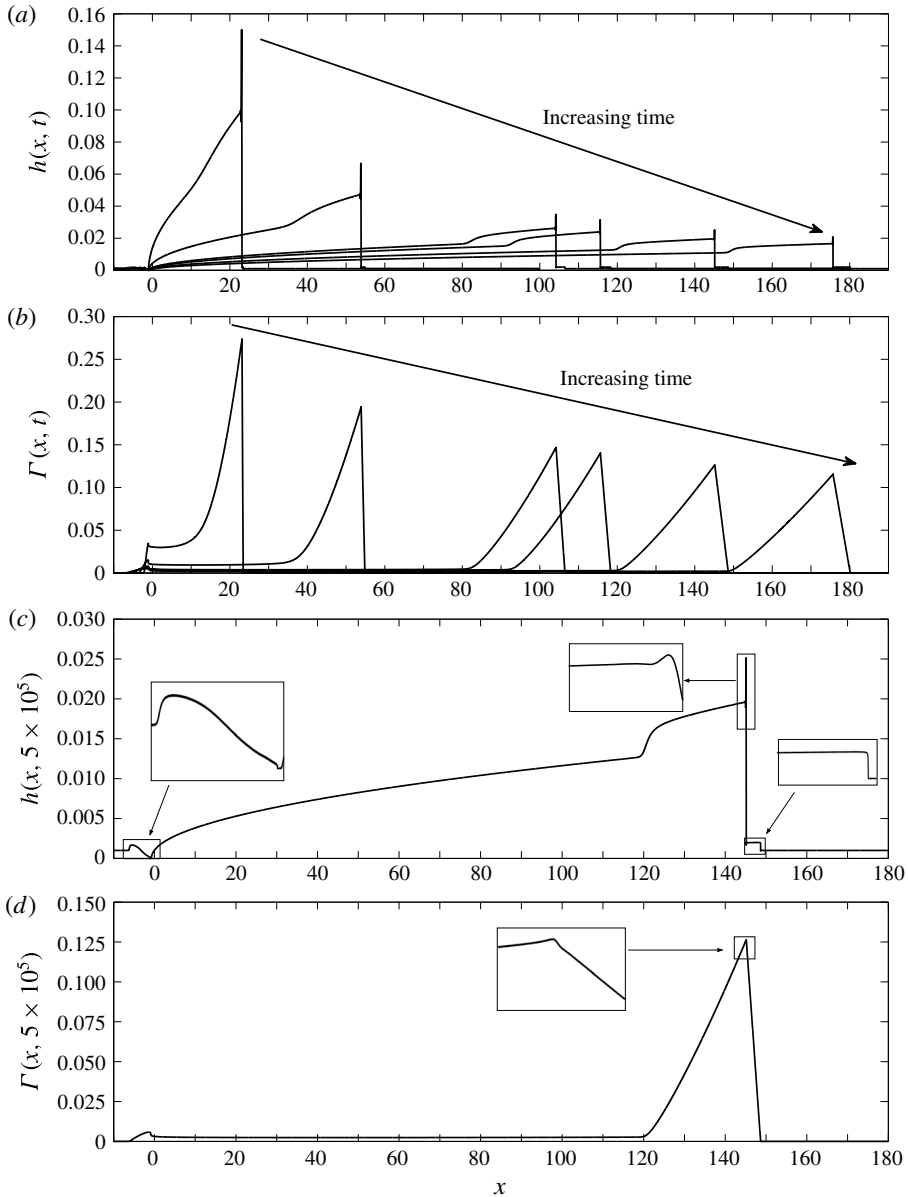 (a)
0.16
0.14
0.12
0.10
0.08
0.06
0.04
0.02
0
h(x, t)
Increasing time
0 20 40 60 80 100 120 140 160 180
(b)
0.30
0.25
0.20
0.15
0.10
0.05
0
Γ(x, t)
Increasing time
0 20 40 60 80 100 120 140 160 180
(c)
0.030
0.025
0.020
0.015
0.010
0.005
0
h(x, 5 × 10⁵)
0 20 40 60 80 100 120 140 160 180
(d)
0.150
0.125
0.100
0.075
0.050
0.025
0
Γ(x, 5 × 10⁵)
0 20 40 60 80 100 120 140 160 180
x